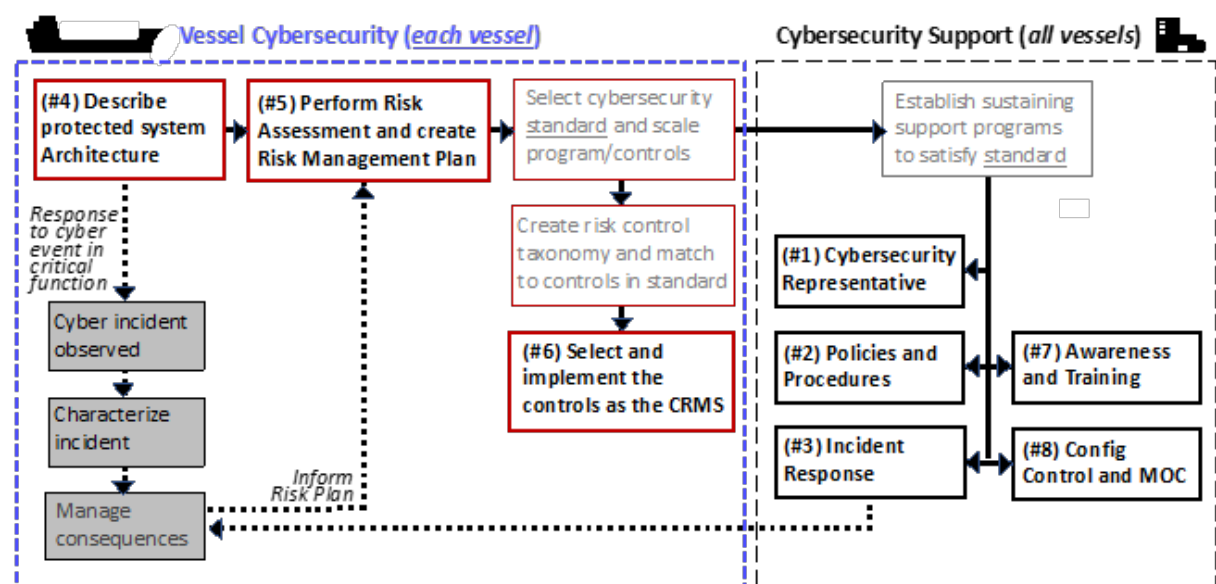 Vessel Cybersecurity (each vessel)
Cybersecurity Support (all vessels)
(#4) Describe
protected system
Architecture
(#5) Perform Risk
Assessment and create
Risk Management Plan
Select cybersecurity
standard and scale
program/controls
Establish sustaining
support programs
to satisfy standard
Response
to cyber
event in
critical
function
Create risk control
taxonomy and match
to controls in standard
(#1) Cybersecurity
Representative
Cyber incident
observed
(#6) Select and
implement the
controls as the CRMS
(#2) Policies and
Procedures
(#7) Awareness
and Training
Characterize
incident
(#3) Incident
Response
(#8) Config
Control and MOC
Inform
Risk Plan
Manage
consequences